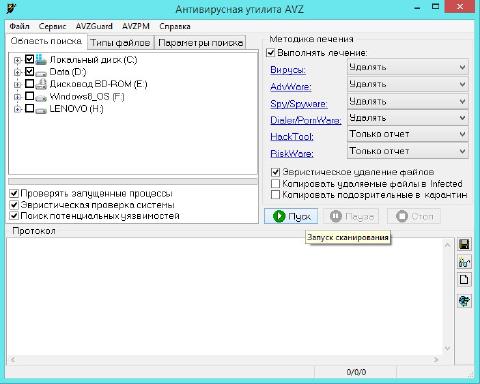 Антивирусная утилита AVZ
Файл Сервис AVZGuard AVZPM Справка
Область поиска Типы файлов Параметры поиска
Локальный диск (C:)
Data (D:)
Дисковод BD-ROM (E:)
Windows8_OS (F:)
LENOVO (H:)
Проверять запущенные процессы
Эвристическая проверка системы
Поиск потенциальных уязвимостей
Методика лечения
Выполнять лечение:
Вирусы: Удалять
AdvWare: Удалять
Spy/Spyware: Удалять
Dialer/PornWare: Удалять
HackTool: Только отчет
RiskWare: Только отчет
Эвристическое удаление файлов
Копировать удаляемые файлы в Infected
Копировать подозрительные в карантин
Пуск Пауза Стоп
Запуск сканирования
Протокол
0/0/0